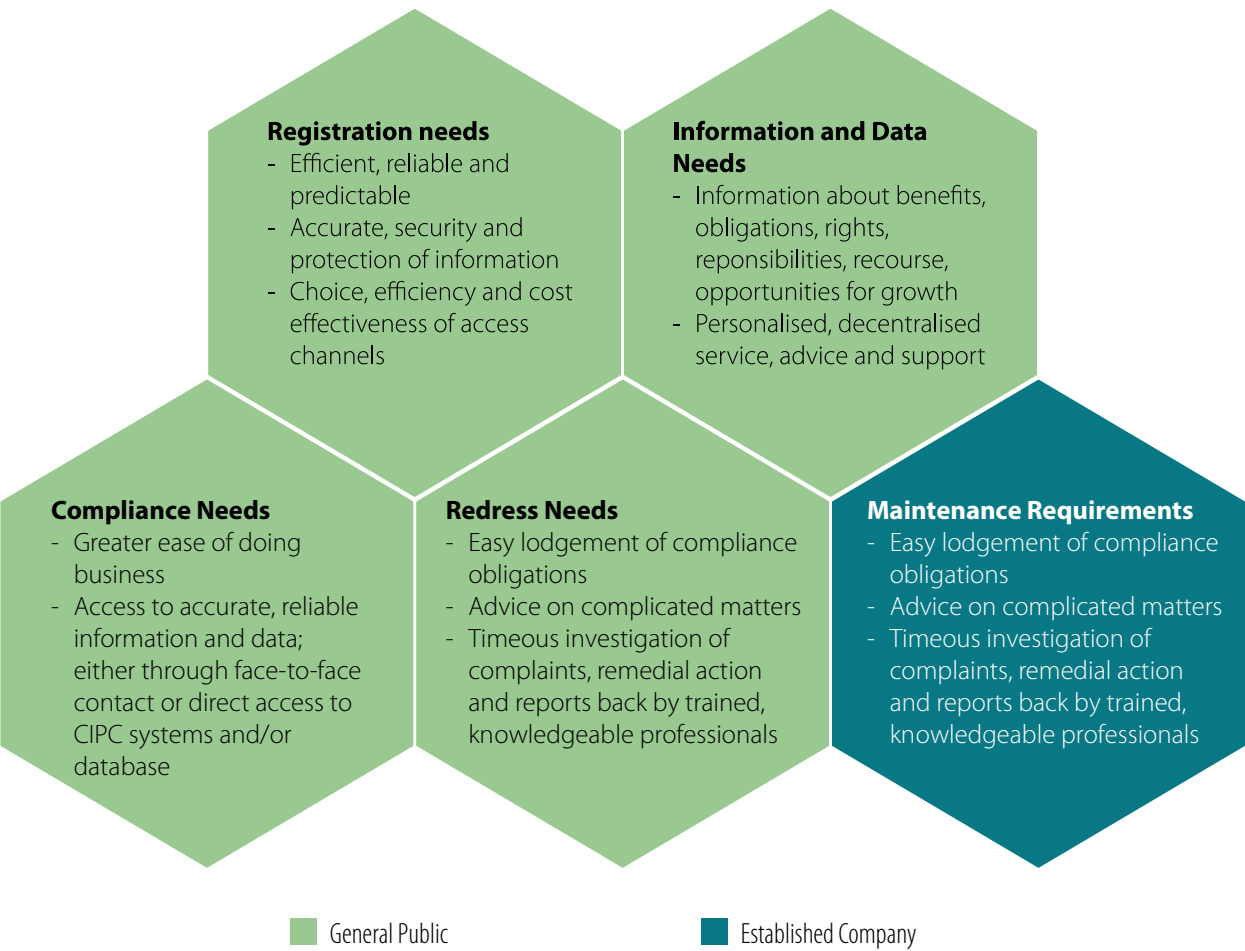 Registration needs
- Efficient, reliable and
predictable
- Accurate, security and
protection of information
- Choice, efficiency and cost
effectiveness of access
channels
Information and Data
Needs
- Information about benefits,
obligations, rights,
reponsibilities, recourse,
opportunities for growth
- Personalised, decentralised
service, advice and support
Compliance Needs
- Greater ease of doing
business
- Access to accurate, reliable
information and data;
either through face-to-face
contact or direct access to
CIPC systems and/or
database
Redress Needs
- Easy lodgement of compliance
obligations
- Advice on complicated matters
- Timeous investigation of
complaints, remedial action
and reports back by trained,
knowledgeable professionals
Maintenance Requirements
- Easy lodgement of compliance
obligations
- Advice on complicated matters
- Timeous investigation of
complaints, remedial action
and reports back by trained,
knowledgeable professionals
General Public
Established Company